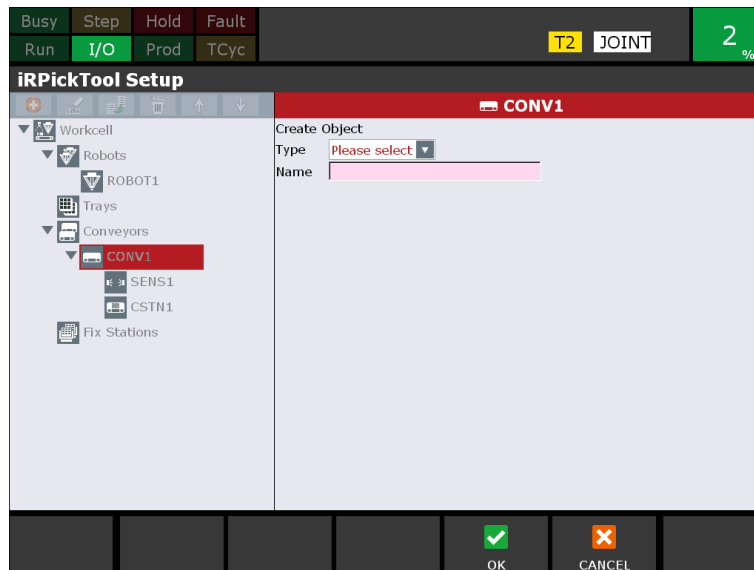 Busy Step Hold Fault
Run I/O Prod TCyc
T2 JOINT 2 %
iRPickTool Setup
CONV1
Workcell
Create Object
Robots
Type Please select
ROBOT1
Name
Trays
Conveyors
CONV1
SENS1
CSTN1
Fix Stations
OK CANCEL